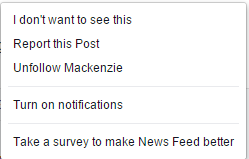 I don't want to see this
Report this Post
Unfollow Mackenzie
Turn on notifications
Take a survey to make News Feed better